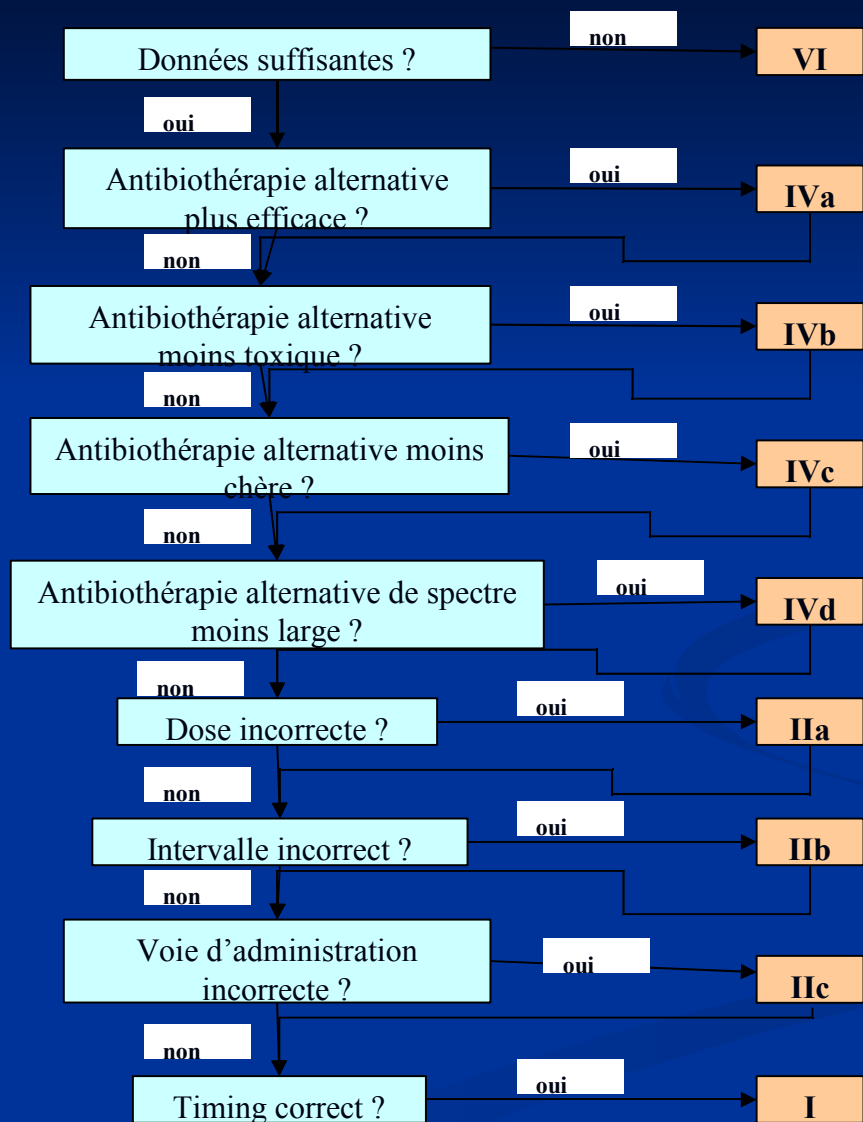 Données suffisantes ?
non
VI
oui
Antibiothérapie alternative
plus efficace ?
oui
IVa
non
Antibiothérapie alternative
moins toxique ?
oui
IVb
non
Antibiothérapie alternative moins
chère ?
oui
IVc
non
Antibiothérapie alternative de spectre
moins large ?
oui
IVd
non
Dose incorrecte ?
oui
IIa
non
Intervalle incorrect ?
oui
IIb
non
Voie d’administration
incorrecte ?
oui
IIc
non
Timing correct ?
oui
I